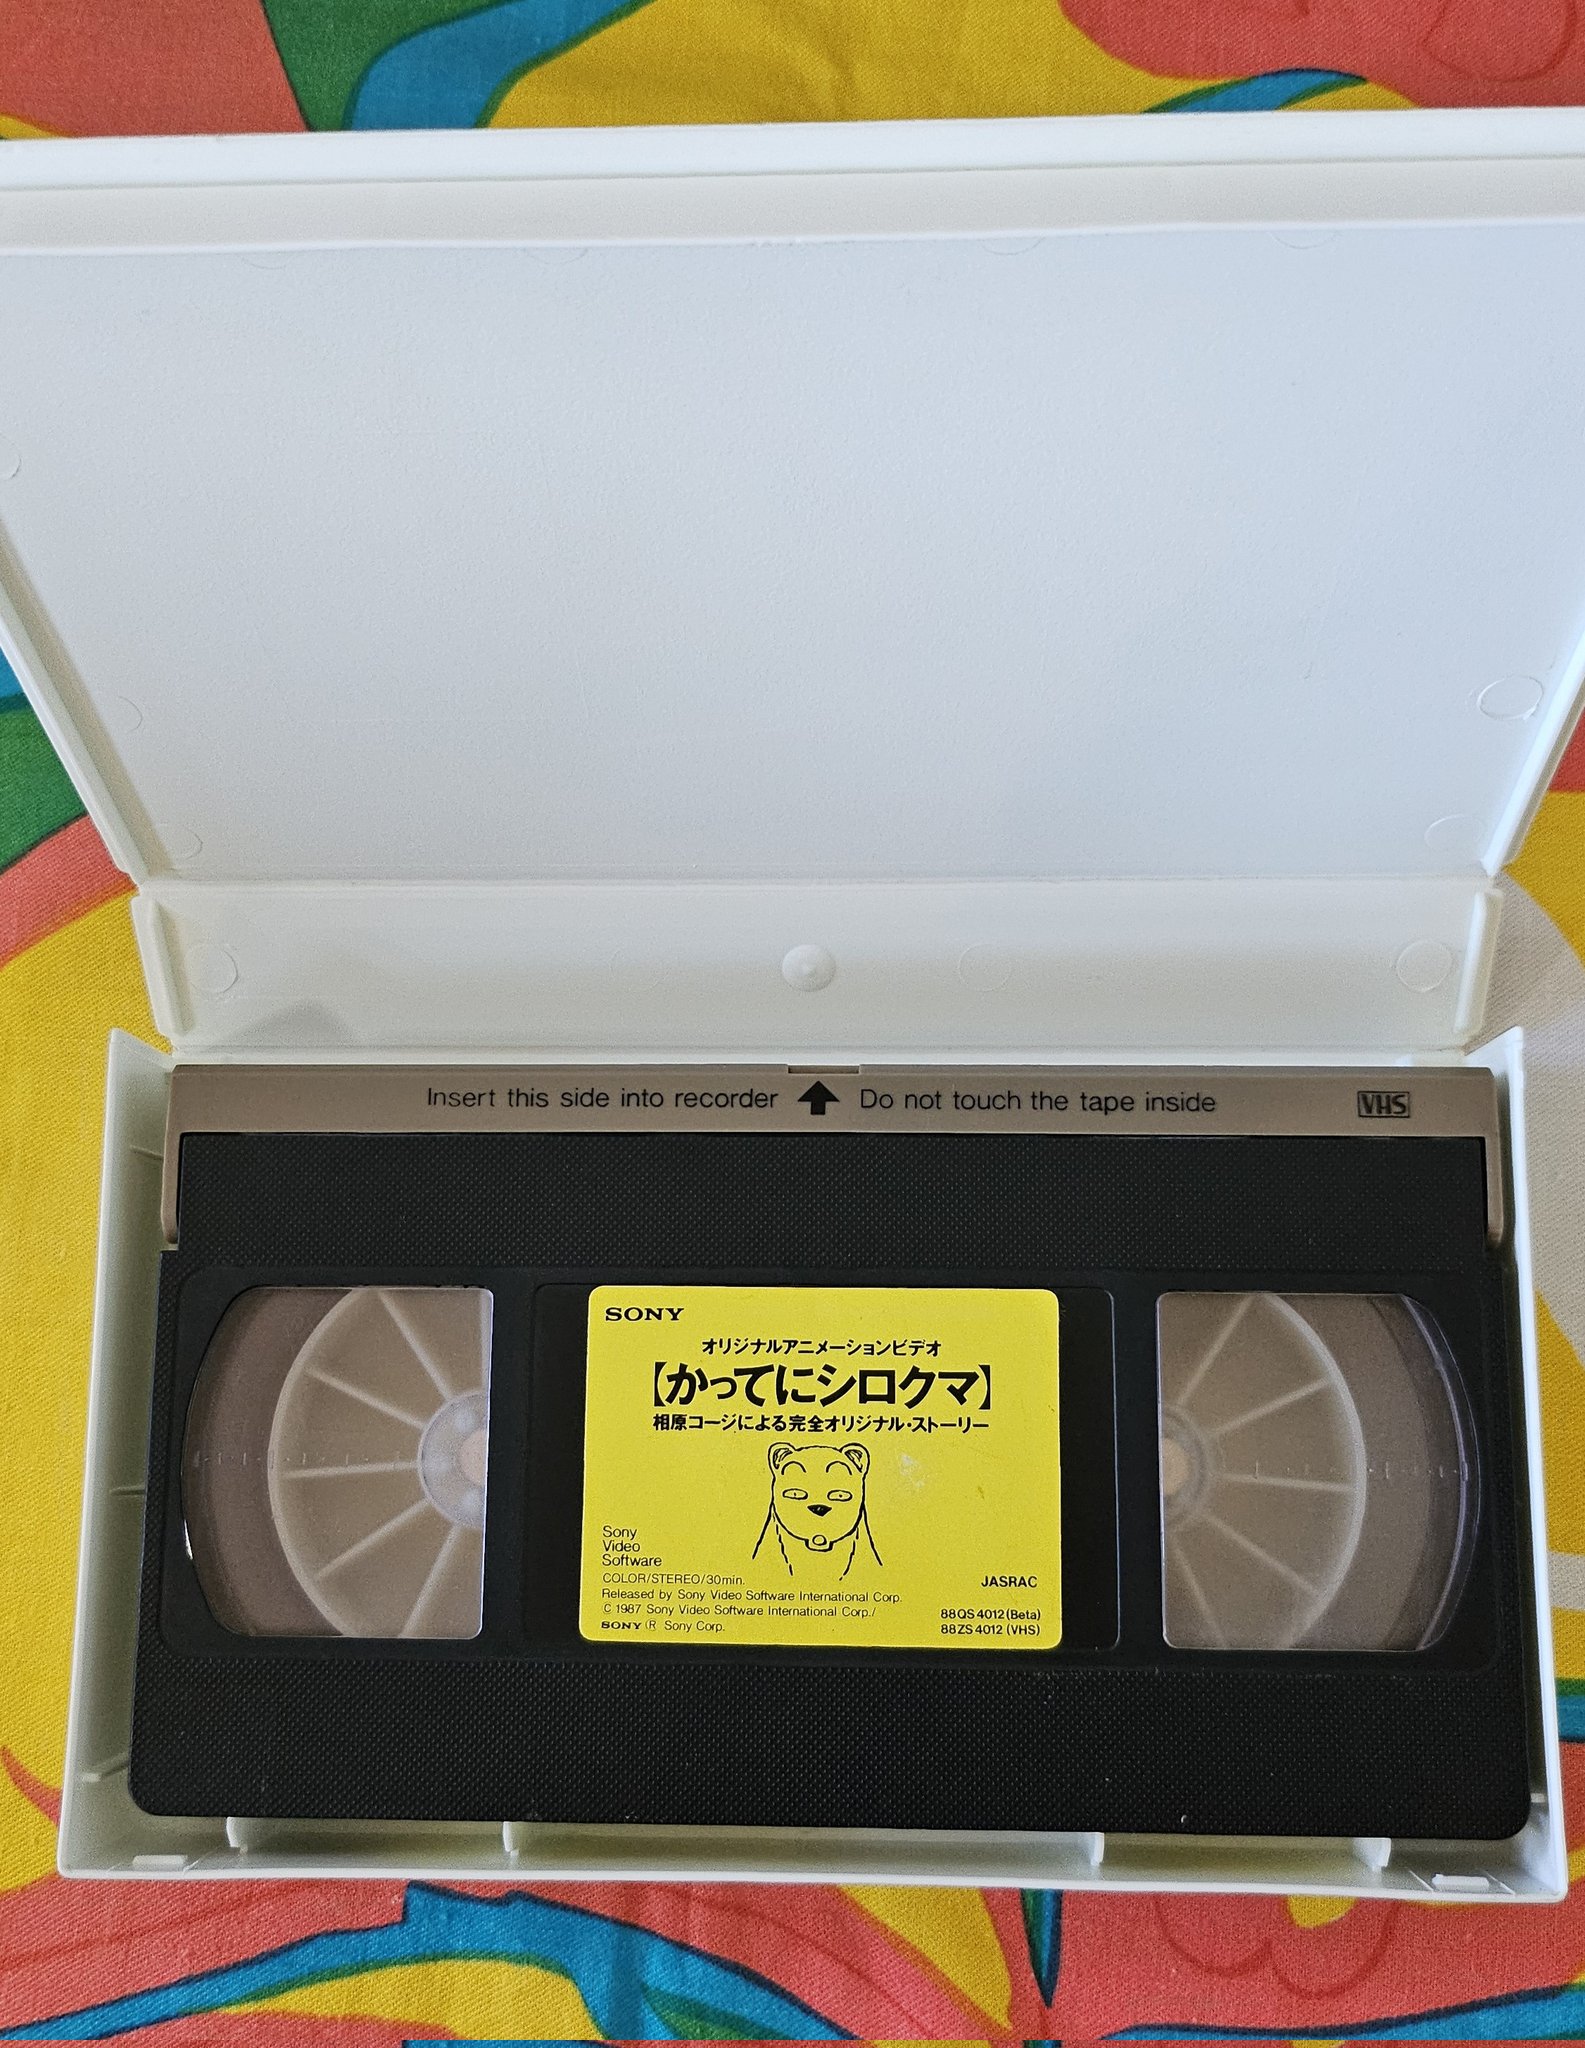 Insert this side into recorder Do not touch the tape inside VHS
SONY
オリジナルアニメーションビデオ
【かってにシロクマ】
相原コージによる完全オリジナル・ストーリー
Sony
Video
Software
COLOR/STEREO/30min.
JASRAC
Released by Sony Video Software International Corp.
C 1987 Sony Video Software International Corp./
88QS4012(Beta)
SONY Ⓡ Sony Corp.
88ZS4012 (VHS)